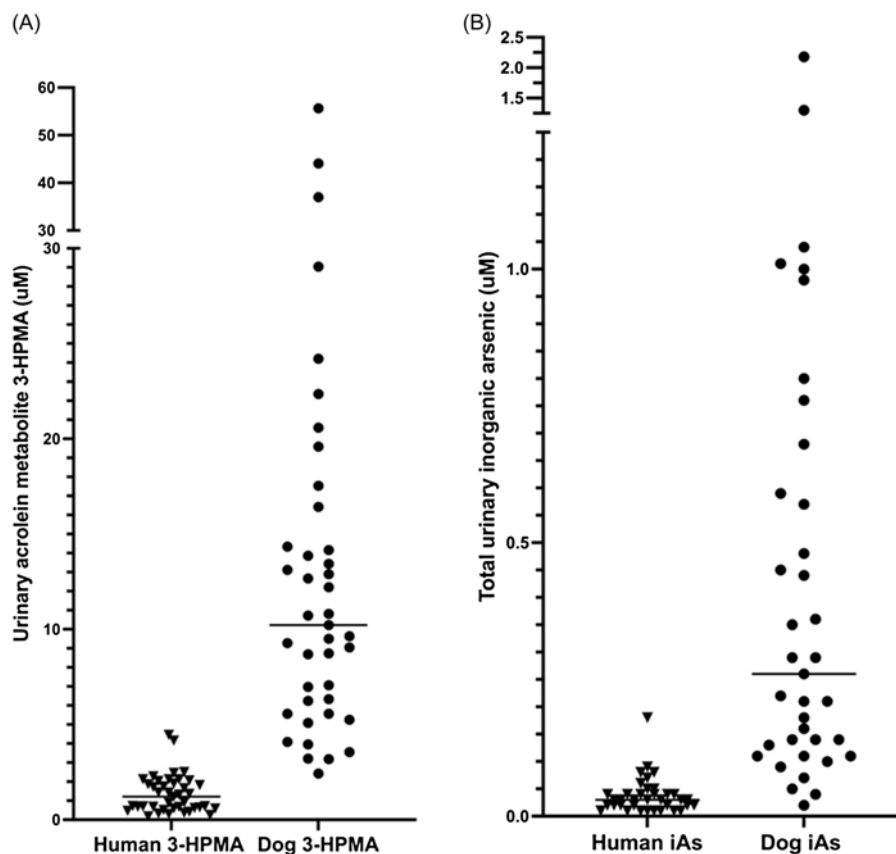 (A)
Urinary acrolein metabolite 3-HPMA (uM)
60
50
40
30
30
20
10
0
Human 3-HPMA
Dog 3-HPMA
(B)
Total urinary inorganic arsenic (uM)
2.5
2.0
1.5
1.0
0.5
0.0
Human iAs
Dog iAs